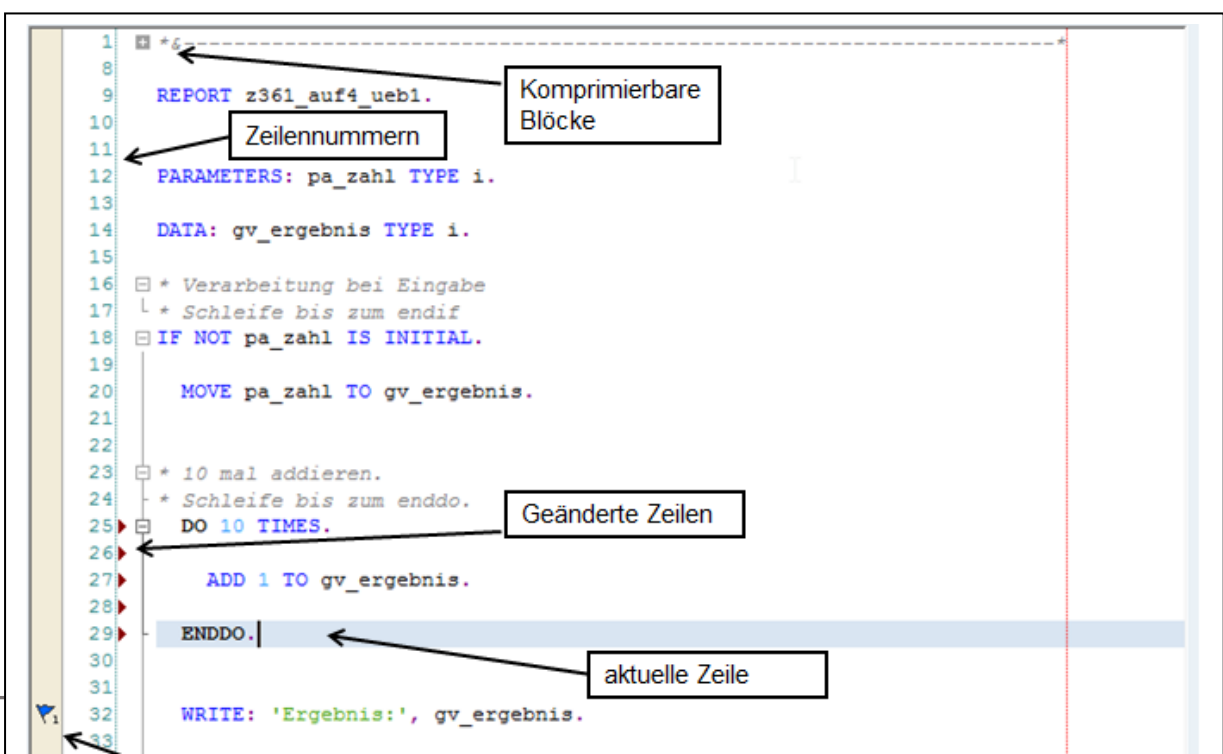 1 *&---------------------------------------------------------------------*
8
Komprimierbare
Blöcke
9 REPORT z361_auf4_ueb1.
10
Zeilennummern
11
12 PARAMETERS: pa_zahl TYPE i.
13
14 DATA: gv_ergebnis TYPE i.
15
16 * Verarbeitung bei Eingabe
17 * Schleife bis zum endif
18 IF NOT pa_zahl IS INITIAL.
19
20 MOVE pa_zahl TO gv_ergebnis.
21
22
23 * 10 mal addieren.
24 * Schleife bis zum enddo.
Geänderte Zeilen
25 DO 10 TIMES.
26
27 ADD 1 TO gv_ergebnis.
28
29 ENDDO.
30
aktuelle Zeile
31
1 32 WRITE: 'Ergebnis:', gv_ergebnis.
33